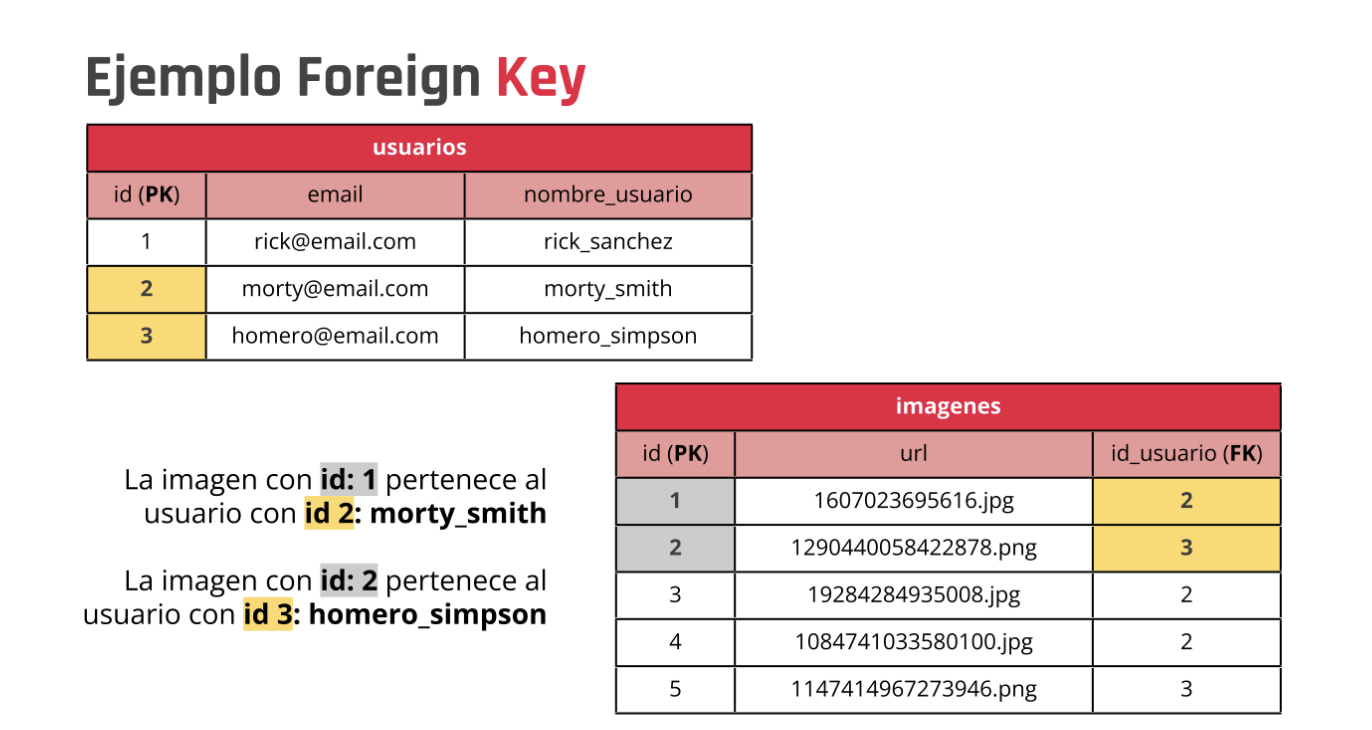 Ejemplo Foreign Key
usuarios
id (PK) email nombre_usuario
1 rick@email.com rick_sanchez
2 morty@email.com morty_smith
3 homero@email.com homero_simpson
La imagen con id: 1 pertenece al
usuario con id 2: morty_smith
La imagen con id: 2 pertenece al
usuario con id 3: homero_simpson
imagenes
id (PK) url id_usuario (FK)
1 1607023695616.jpg 2
2 1290440058422878.png 3
3 19284284935008.jpg 2
4 1084741033580100.jpg 2
5 1147414967273946.png 3